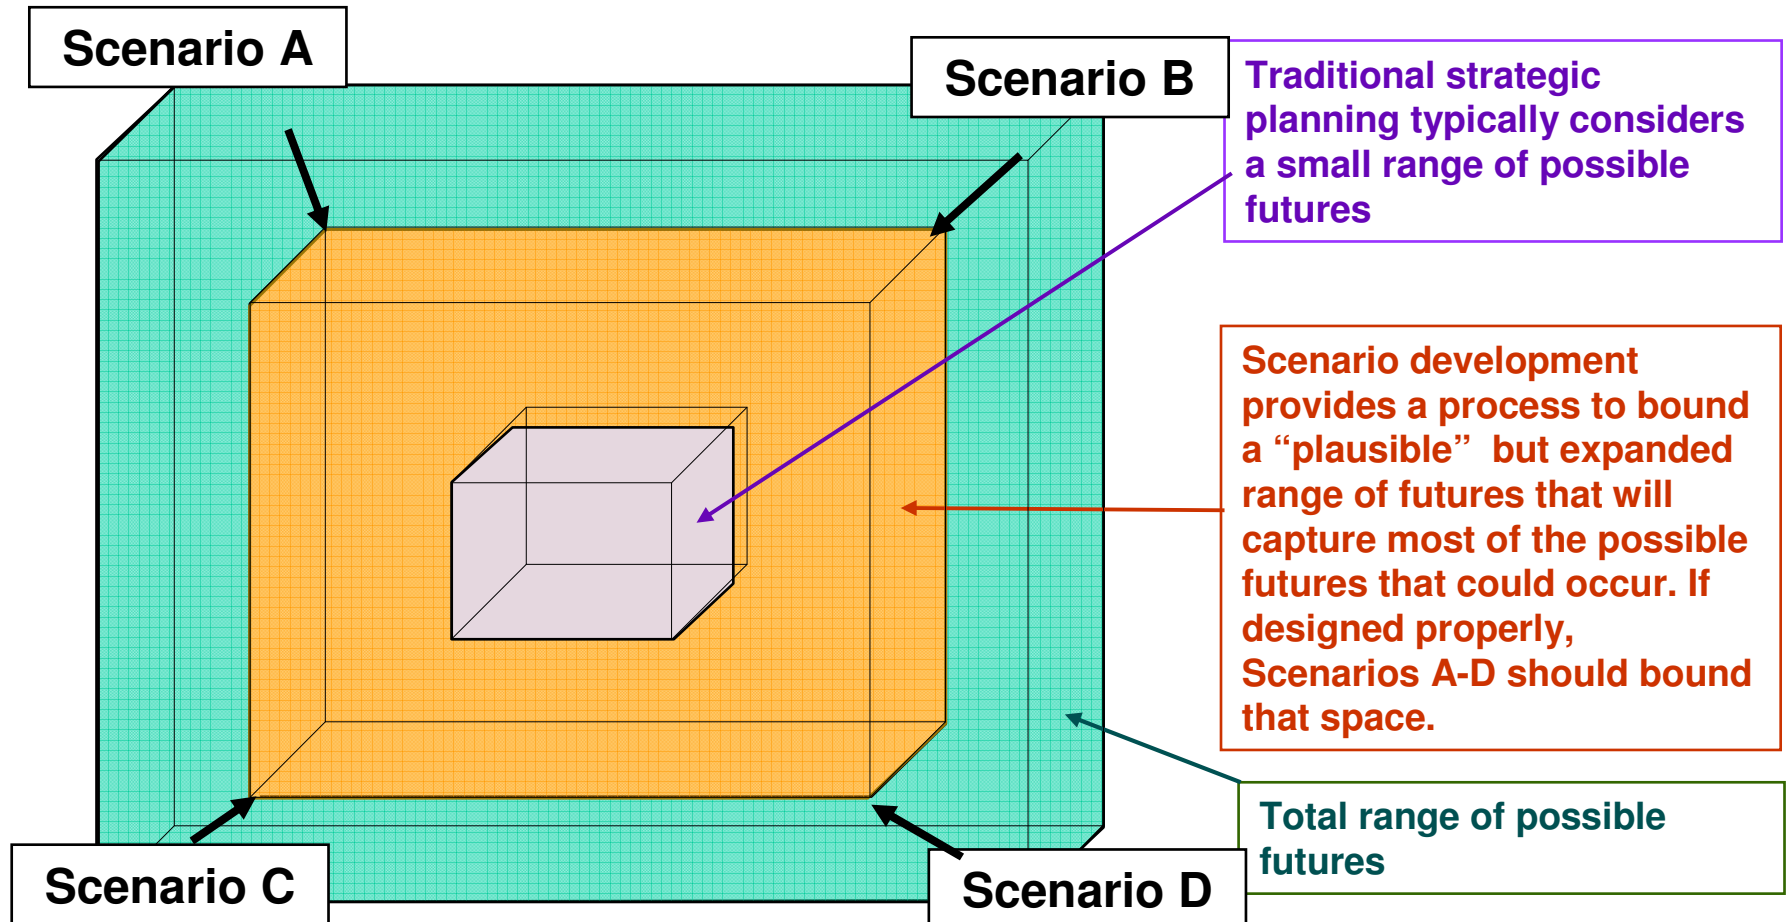 Scenario A
Scenario B
Traditional strategic
planning typically considers
a small range of possible
futures
Scenario development
provides a process to bound
a “plausible”  but expanded
range of futures that will
capture most of the possible
futures that could occur. If
designed properly,
Scenarios A-D should bound
that space.
Total range of possible
futures
Scenario C
Scenario D